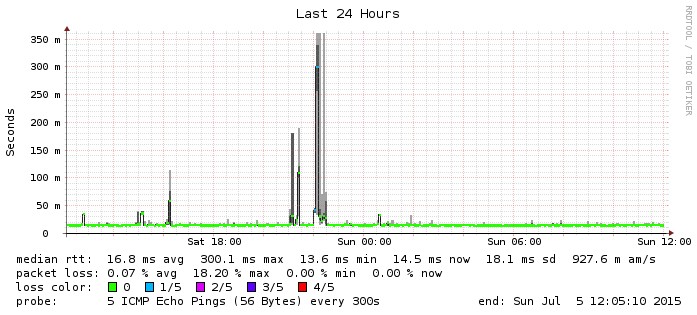 Last 24 Hours
RRDTOOL / TOBI OETIKER
Seconds
350 m
300 m
250 m
200 m
150 m
100 m
50 m
0
Sat 18:00 Sun 00:00 Sun 06:00 Sun 12:00
median rtt: 16.8 ms avg 300.1 ms max 13.6 ms min 14.5 ms now 18.1 ms sd 927.6 m am/s
packet loss: 0.07 % avg 18.20 % max 0.00 % min 0.00 % now
loss color: 0 1/5 2/5 3/5 4/5
probe: 5 ICMP Echo Pings (56 Bytes) every 300s end: Sun Jul 5 12:05:10 2015